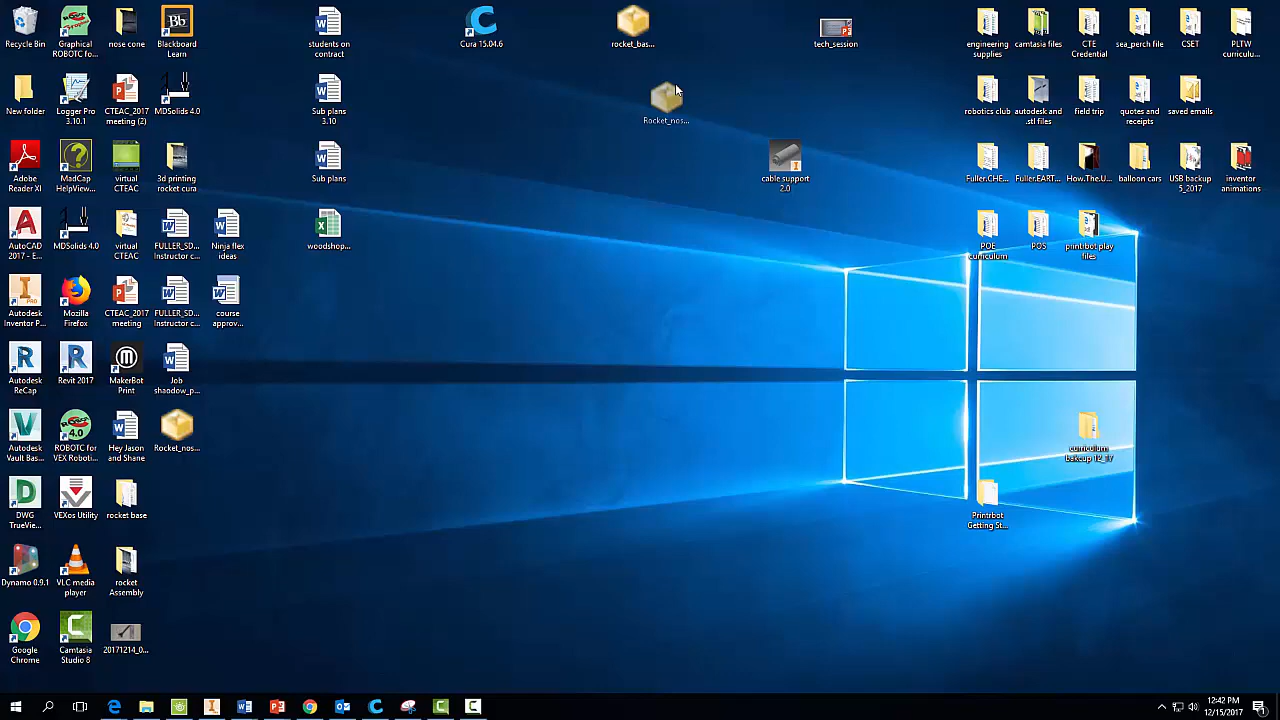 Recycle Bin
Graphical
ROBOTC fo...
nose cone
Blackboard
Learn
students on
contract
Cura 15.04.6
rocket_bas...
tech_session
engineering
supplies
camtasia files
CTE
Credential
sea_perch file
CSET
PLTW
curriculu...
New folder
Logger Pro
3.10.1
CTEAC_2017
meeting (2)
MDSolids 4.0
Sub plans
3.10
Rocket_nos...
robotics club
autodesk and
.stl files
field trip
quotes and
receipts
saved emails
Adobe
Reader XI
MadCap
HelpView...
virtual
CTEAC
3d printing
rocket cura
Sub plans
cable support
2.0
Fuller.CHE...
Fuller.EART...
How.The.U...
balloon cars
USB backup
5_2017
inventor
animations
AutoCAD
2017 - E...
MDSolids 4.0
virtual
CTEAC
FULLER_SD...
Instructor c...
Ninja flex
ideas
woodshop...
POE
curriculum
POS
printibot play
files
Autodesk
Inventor P...
Mozilla
Firefox
CTEAC_2017
meeting
FULLER_SD...
Instructor c...
course
approv...
Autodesk
ReCap
Revit 2017
MakerBot
Print
Job
shaodow_p...
Autodesk
Vault Bas...
ROBOTC for
VEX Roboti...
Hey Jason
and Shane
Rocket_nos...
curriculum
bakcup 12_17
DWG
TrueVie...
VEXos Utility
rocket base
Printrbot
Getting St...
Dynamo 0.9.1
VLC media
player
rocket
Assembly
Google
Chrome
Camtasia
Studio 8
20171214_0...
12:42 PM
12/15/2017